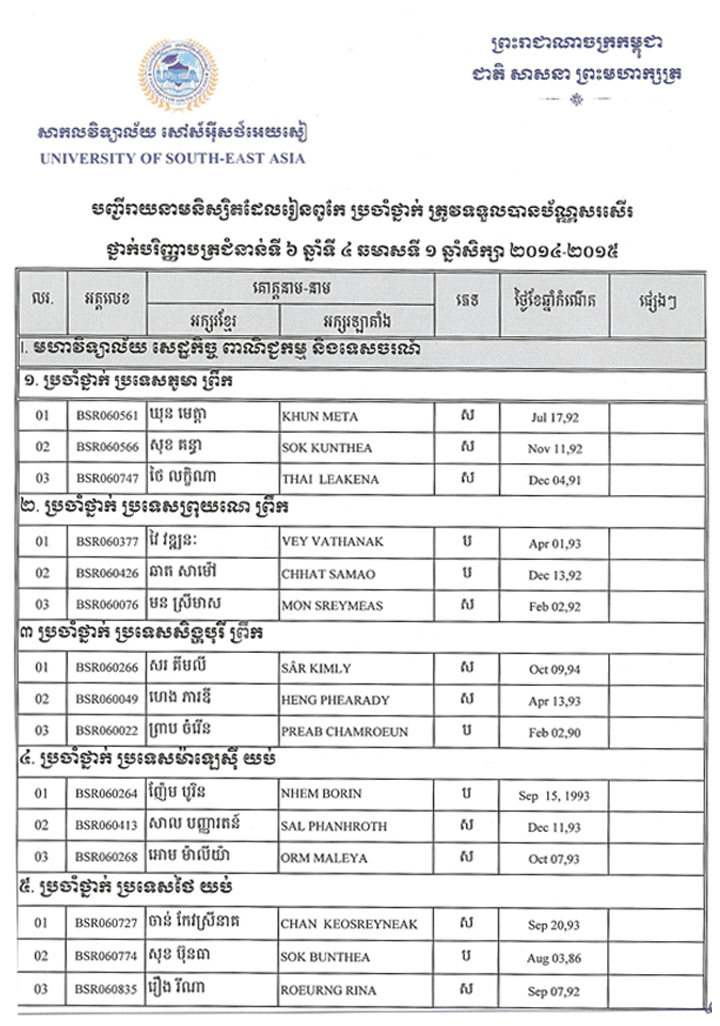 ព្រះរាជាណាចក្រកម្ពុជា
ជាតិ សាសនា ព្រះមហាក្សត្រ
សាកលវិទ្យាល័យ សៅស៍អ៊ីសថ៍អេយសៀ
UNIVERSITY OF SOUTH-EAST ASIA
បញ្ជីរាយនាមនិស្សិតដែលរៀនពូកែ ប្រចាំថ្នាក់ ត្រូវទទួលបានប័ណ្ណសរសើរ
ថ្នាក់បរិញ្ញាបត្រជំនាន់ទី ៦ ឆ្នាំទី ៤ ឆមាសទី ១ ឆ្នាំសិក្សា ២០១៤-២០១៥
លរ. អត្តលេខ គោត្តនាម-នាម ភេទ ថ្ងៃខែឆ្នាំកំណើត ផ្សេងៗ
អក្សរខ្មែរ អក្សរឡាតាំង
I. មហាវិទ្យាល័យ សេដ្ឋកិច្ច ពាណិជ្ជកម្ម និងទេសចរណ៍
១. ប្រចាំថ្នាក់ ប្រទេសភូមា ព្រឹក
01 BSR060561 ឃុន មេត្តា KHUN META ស Jul 17,92
02 BSR060566 សុខ គន្ធា SOK KUNTHEA ស Nov 11,92
03 BSR060747 ថៃ លក្ខិណា THAI LEAKENA ស Dec 04,91
២. ប្រចាំថ្នាក់ ប្រទេសព្រុយណេ ព្រឹក
01 BSR060377 វៃ វឌ្ឍនៈ VEY VATHANAK ប Apr 01,93
02 BSR060426 ឆាត សាម៉ៅ CHHAT SAMAO ប Dec 13,92
03 BSR060076 មន ស្រីមាស MON SREYMEAS ស Feb 02,92
៣ ប្រចាំថ្នាក់ ប្រទេសសិង្ហបុរី ព្រឹក
01 BSR060266 សរ គីមលី SÂR KIMLY ស Oct 09,94
02 BSR060049 ហេង ភារឌី HENG PHEARADY ស Apr 13,93
03 BSR060022 ព្រាប ចំរើន PREAB CHAMROEUN ប Feb 02,90
៤. ប្រចាំថ្នាក់ ប្រទេសម៉ាឡេស៊ី យប់
01 BSR060264 ញ៉ែម បូរិន NHEM BORIN ប Sep 15, 1993
02 BSR060413 សាល បញ្ញារតន៍ SAL PHANHROTH ស Dec 11,93
03 BSR060268 អោម ម៉ាលីយ៉ា ORM MALEYA ស Oct 07,93
៥. ប្រចាំថ្នាក់ ប្រទេសថៃ យប់
01 BSR060727 ចាន់ កែវស្រីនាគ CHAN KEOSREYNEAK ស Sep 20,93
02 BSR060774 សុខ ប៊ុនធា SOK BUNTHEA ប Aug 03,86
03 BSR060835 រឿង រីណា ROEURNG RINA ស Sep 07,92